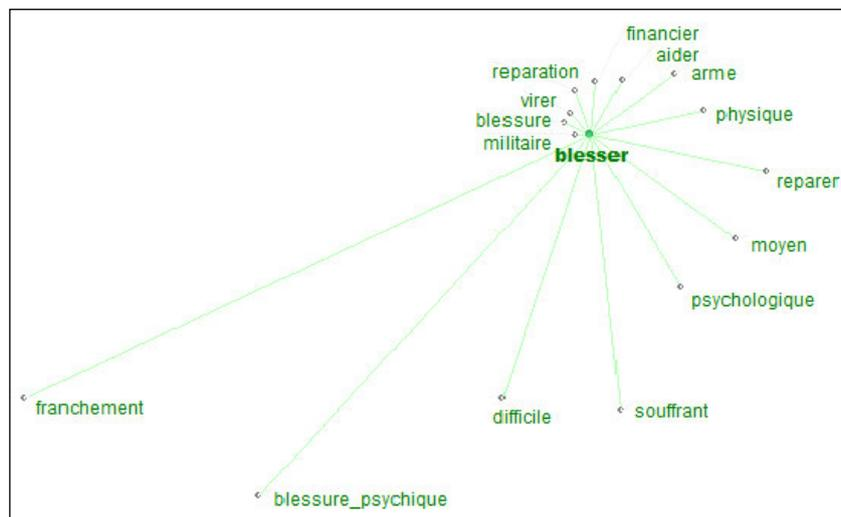 financier
aider
reparation
arme
virer
physique
blessure
militaire
blesser
reparer
moyen
psychologique
franchement
difficile
souffrant
blessure_psychique